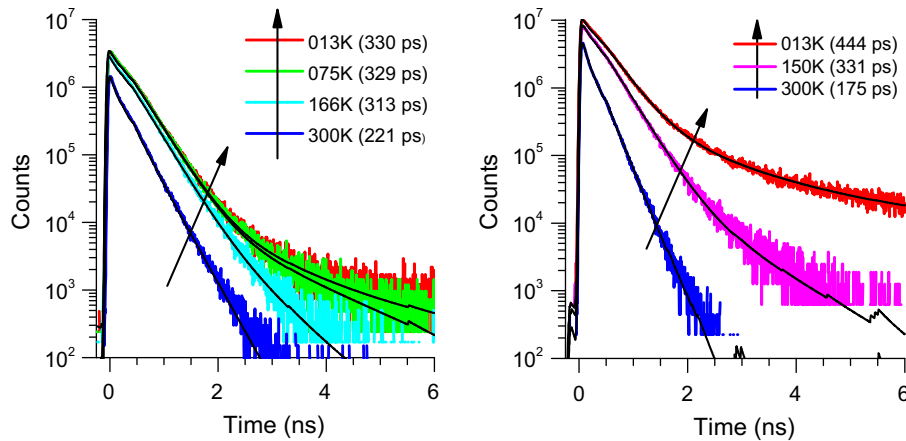 10^7
10^6
10^5
10^4
10^3
10^2
Counts
013K (330 ps)
075K (329 ps)
166K (313 ps)
300K (221 ps)
0 2 4 6
Time (ns)
10^7
10^6
10^5
10^4
10^3
10^2
Counts
013K (444 ps)
150K (331 ps)
300K (175 ps)
0 2 4 6
Time (ns)